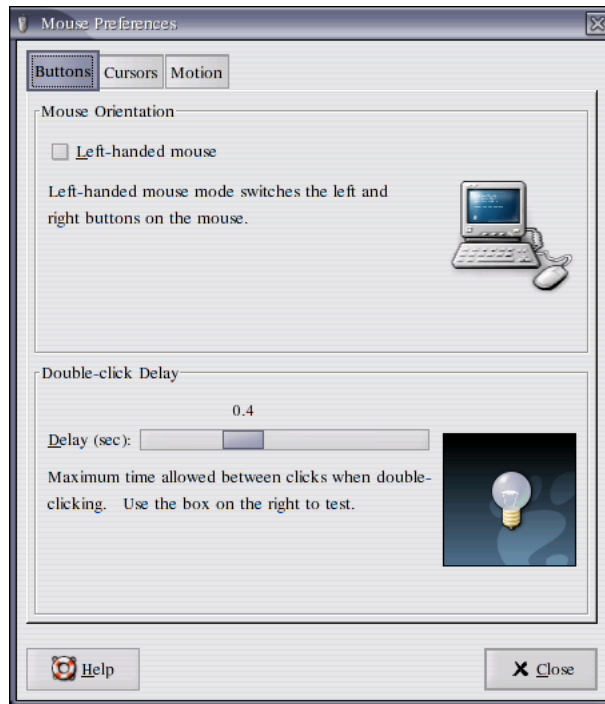 Mouse Preferences
Buttons Cursors Motion
Mouse Orientation
Left-handed mouse
Left-handed mouse mode switches the left and
right buttons on the mouse.
Double-click Delay
0.4
Delay (sec):
Maximum time allowed between clicks when double-
clicking. Use the box on the right to test.
Help
Close